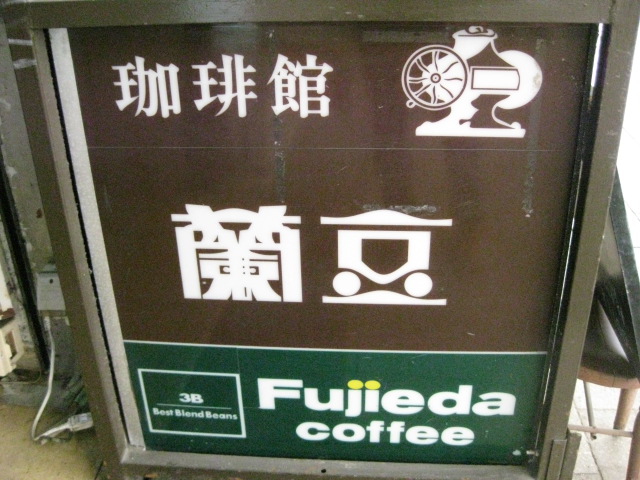 珈琲館
蘭豆
3B
Best Blend Beans
Fujieda
coffee